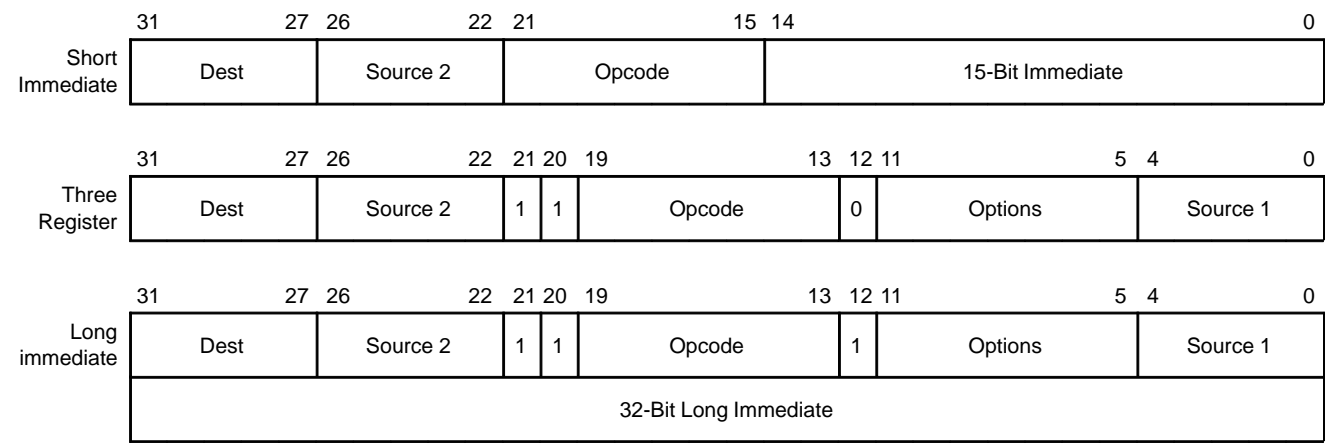 31 27 26 22 21 15 14 0
Short
Immediate
Dest Source 2 Opcode 15-Bit Immediate
31 27 26 22 21 20 19 13 12 11 5 4 0
Three
Register
Dest Source 2 1 1 Opcode 0 Options Source 1
31 27 26 22 21 20 19 13 12 11 5 4 0
Long
immediate
Dest Source 2 1 1 Opcode 1 Options Source 1
32-Bit Long Immediate